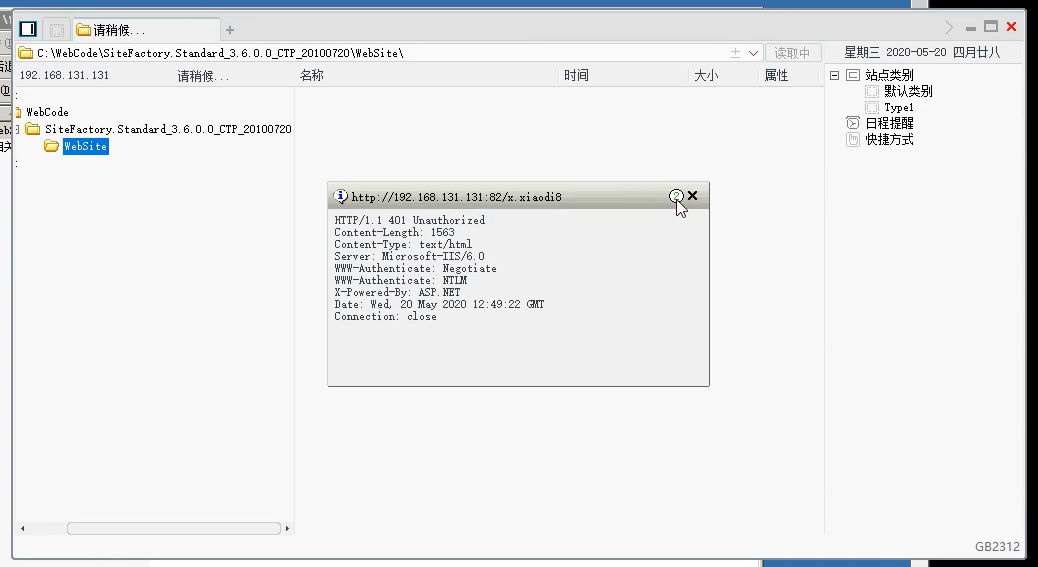 请稍候...
C:\WebCode\SiteFactory.Standard_3.6.0.0_CTP_20100720\WebSite\
读取中
星期三 2020-05-20 四月廿八
192.168.131.131
请稍候...
名称
时间
大小
属性
站点类别
默认类别
Type1
日程提醒
快捷方式
WebCode
SiteFactory.Standard_3.6.0.0_CTP_20100720
WebSite
http://192.168.131.131:82/x.xiaodi8
HTTP/1.1 401 Unauthorized
Content-Length: 1563
Content-Type: text/html
Server: Microsoft-IIS/6.0
WWW-Authenticate: Negotiate
WWW-Authenticate: NTLM
X-Powered-By: ASP.NET
Date: Wed, 20 May 2020 12:49:22 GMT
Connection: close
GB2312